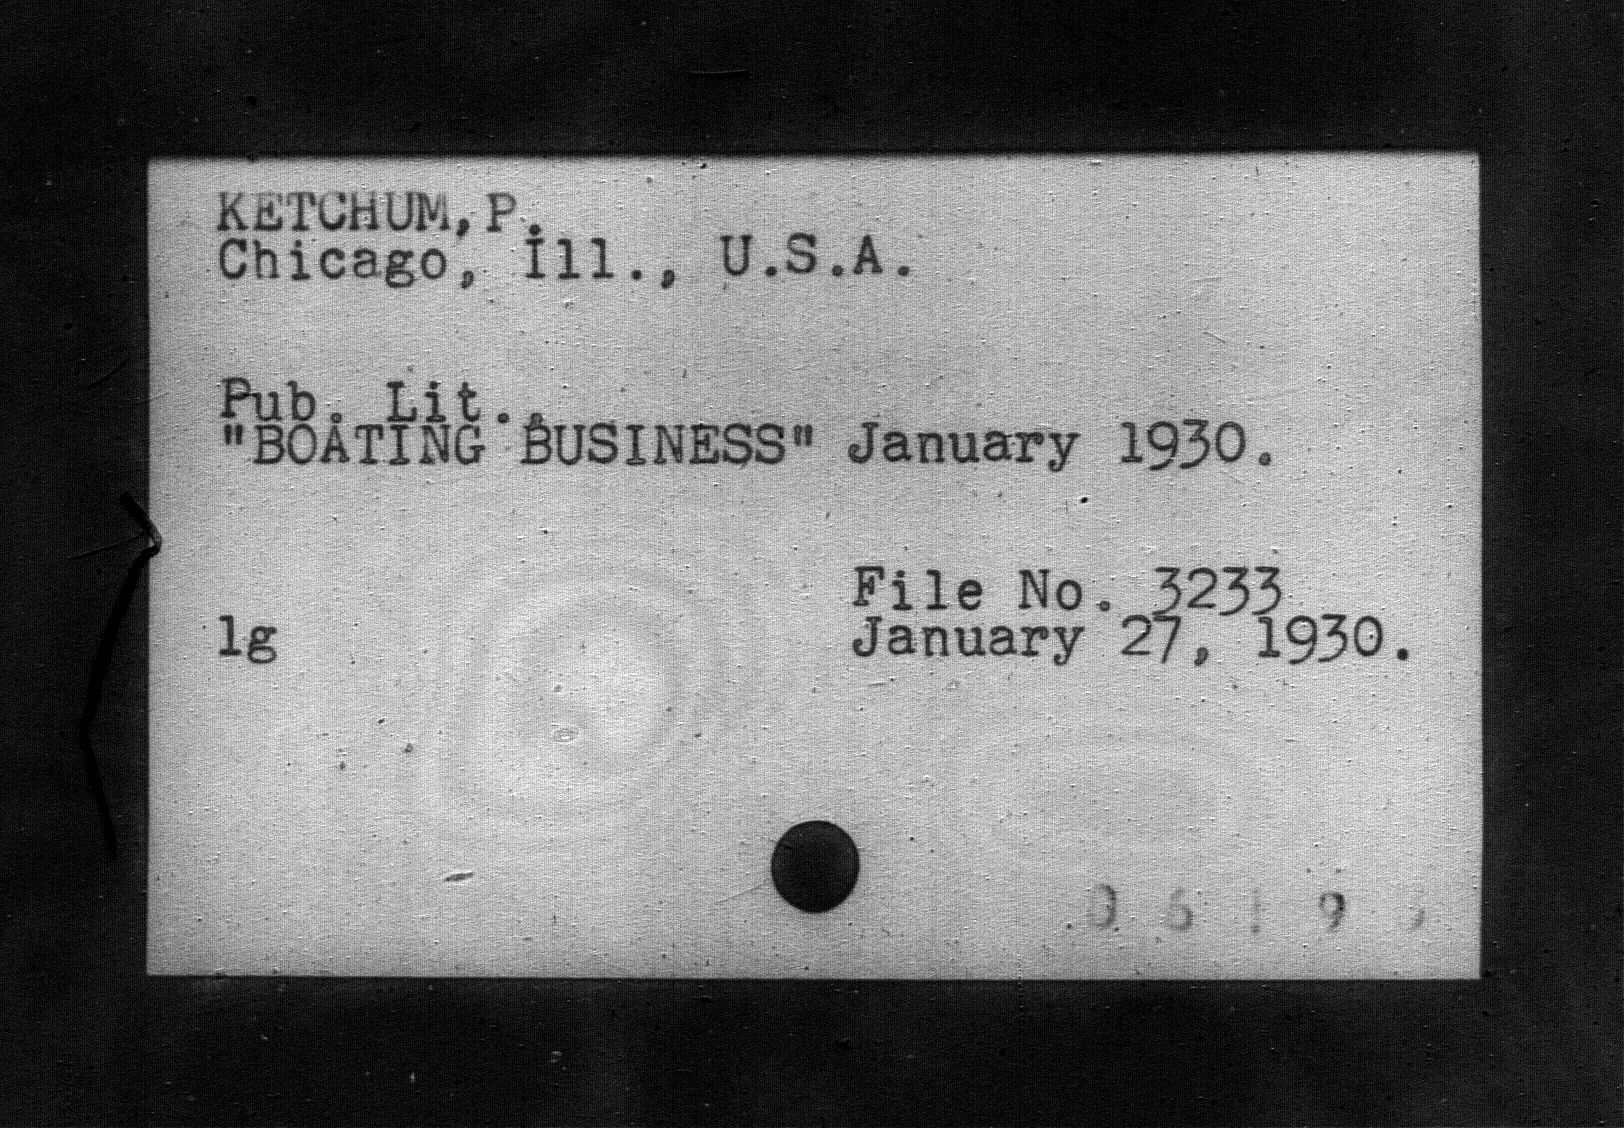 KETCHUM, P.
Chicago, Ill., U.S.A.
Pub. Lit.,
"BOATING BUSINESS" January 1930.
File No. 3233
lg January 27, 1930.